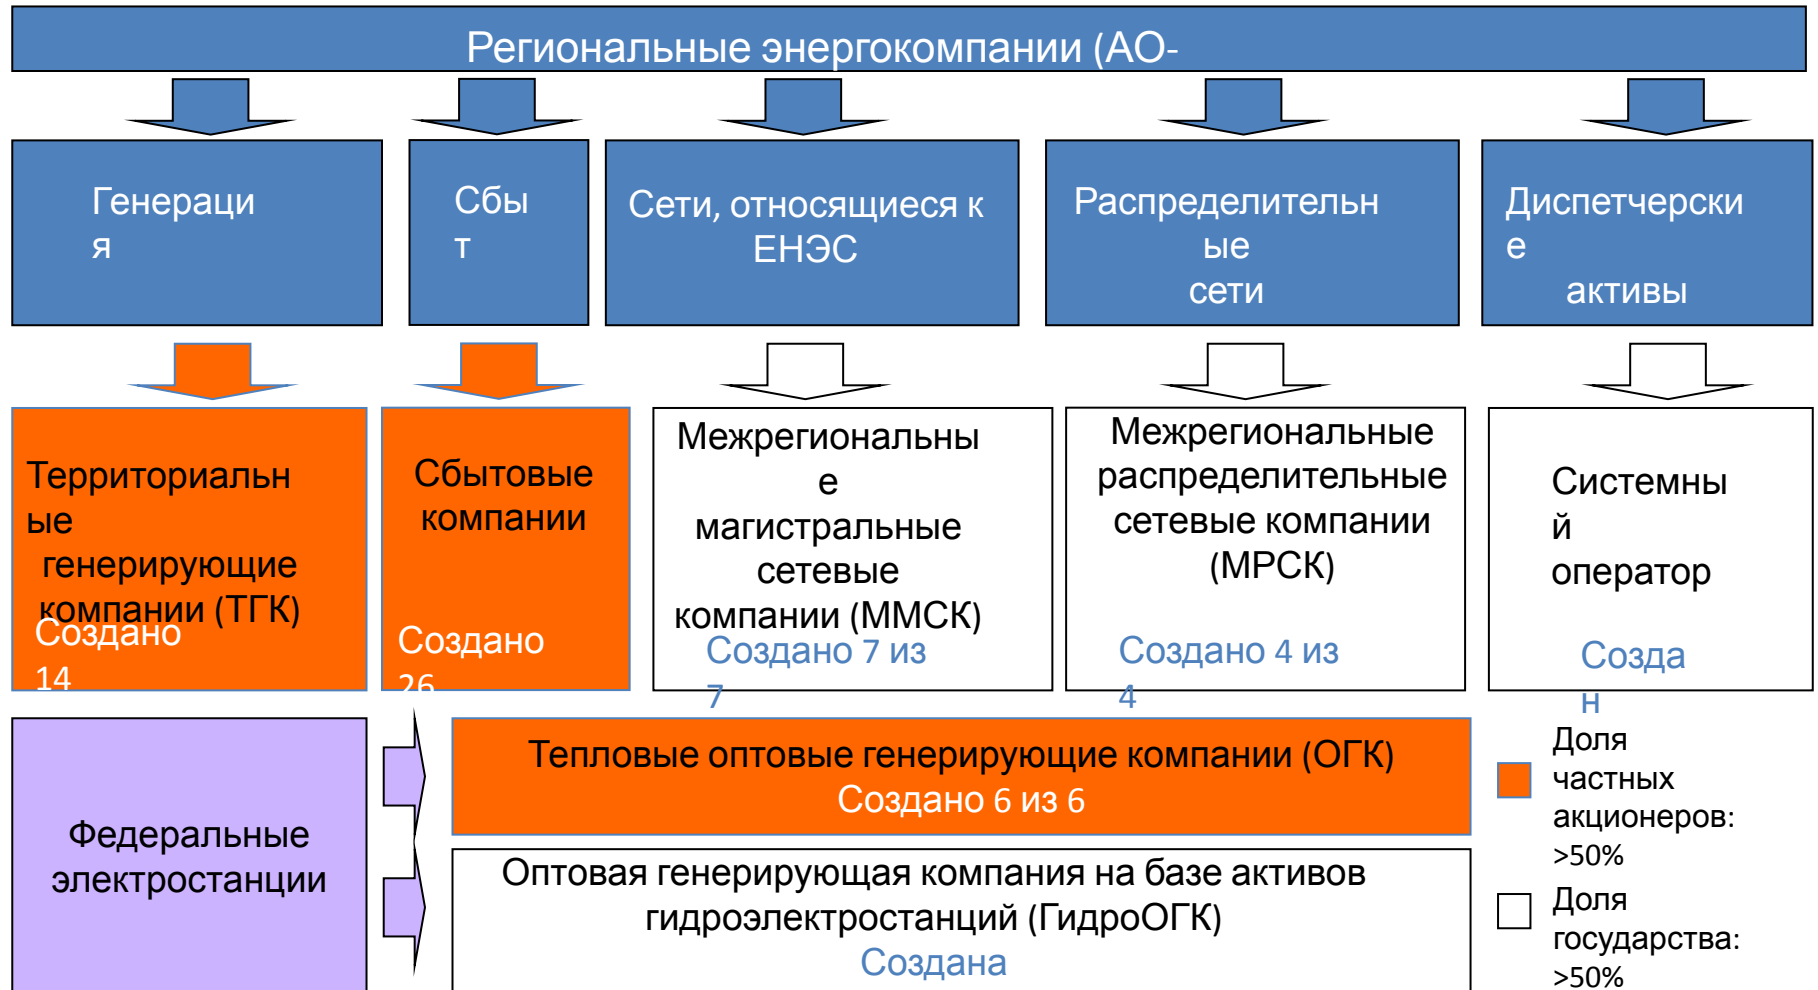 Региональные энергокомпании (АО-
Генераци
я
Сбы
т
Сети, относящиеся к
ЕНЭС
Распределительн
ые
сети
Диспетчерски
е
активы
Территориальн
ые
генерирующие
компании (ТГК)
Создано
14
Сбытовые
компании
Создано
26
Межрегиональны
е
магистральные
сетевые
компании (ММСК)
Создано 7 из
7
Межрегиональные
распределительные
сетевые компании
(МРСК)
Создано 4 из
4
Системны
й
оператор
Созда
н
Федеральные
электростанции
Тепловые оптовые генерирующие компании (ОГК)
Создано 6 из 6
Оптовая генерирующая компания на базе активов
гидроэлектростанций (ГидроОГК)
Создана
Доля
частных
акционеров:
>50%
Доля
государства:
>50%